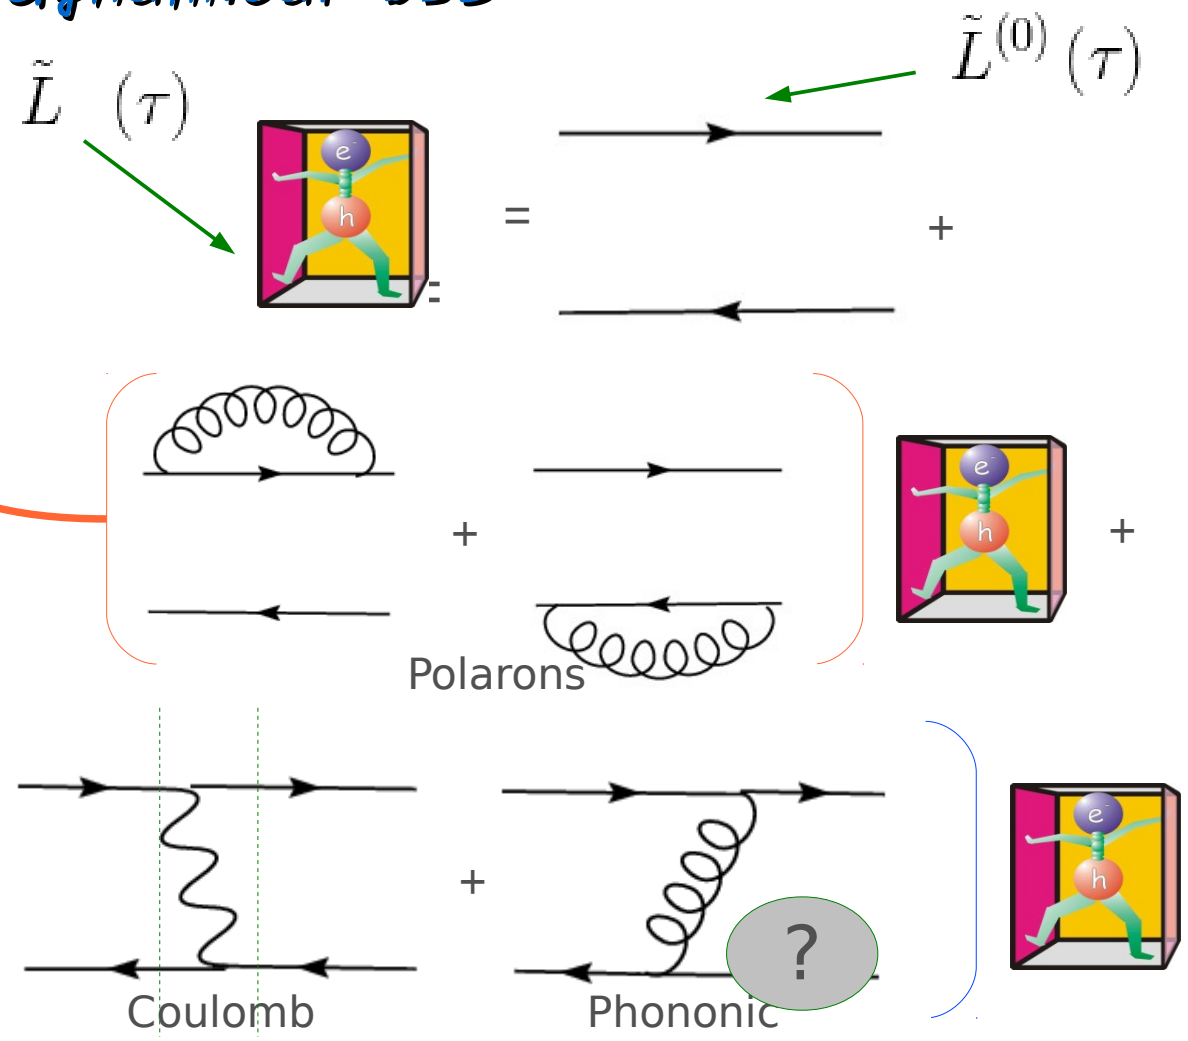 L̃ (τ)
L̃⁽⁰⁾ (τ)
e⁻
h
=
=
+
+
e⁻
h
+
Polarons
+
e⁻
h
?
Coulomb
Phononic